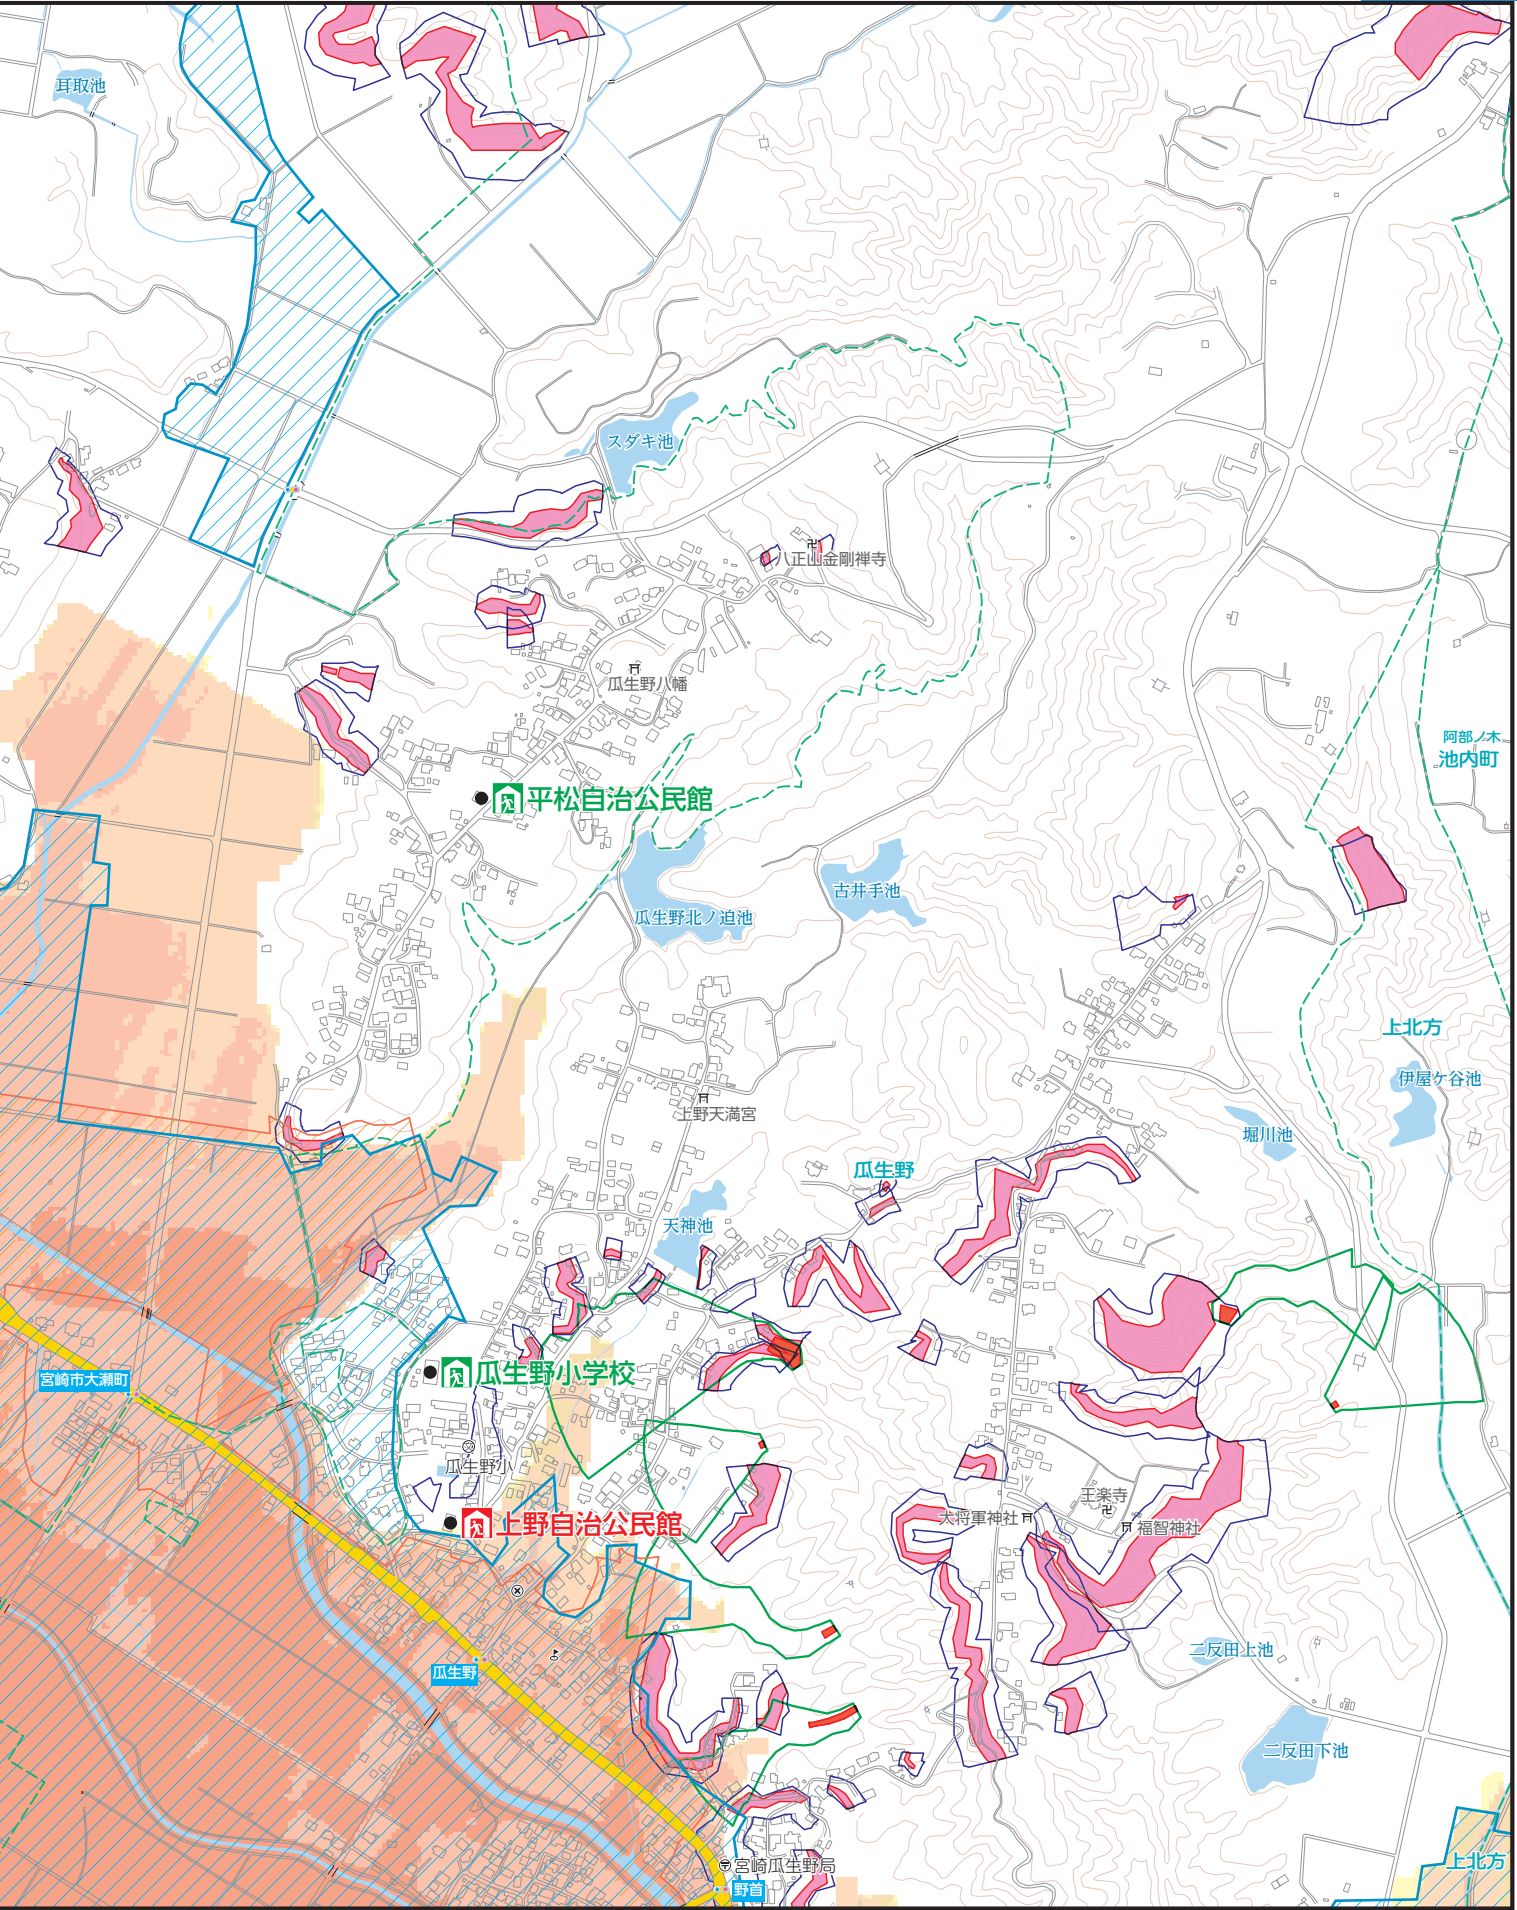 耳取池
スダキ池
八正山金剛禅寺
瓜生野八幡
阿部ノ木
池内町
平松自治公民館
古井手池
瓜生野北ノ迫池
上北方
伊屋ケ谷池
上野天満宮
堀川池
瓜生野
天神池
瓜生野小学校
宮崎市大瀬町
瓜生野小
王楽寺
大将軍神社
福智神社
上野自治公民館
二反田上池
瓜生野
二反田下池
上北方
宮崎瓜生野局
野首